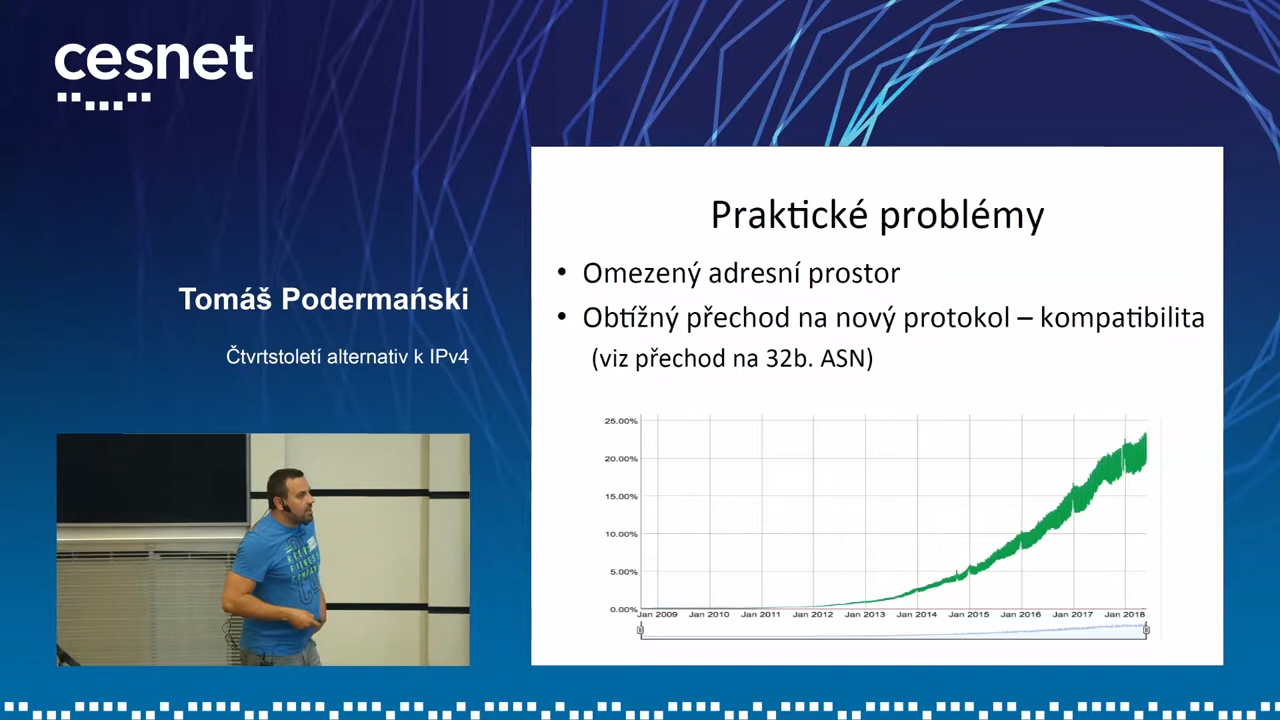 cesnet
Tomáš Podermański
Čtvrtstoletí alternativ k IPv4
Praktické problémy
• Omezený adresní prostor
• Obtížný přechod na nový protokol – kompatibilita
(viz přechod na 32b. ASN)
25.00%
20.00%
15.00%
10.00%
5.00%
0.00%
Jan 2009 Jan 2010 Jan 2011 Jan 2012 Jan 2013 Jan 2014 Jan 2015 Jan 2016 Jan 2017 Jan 2018